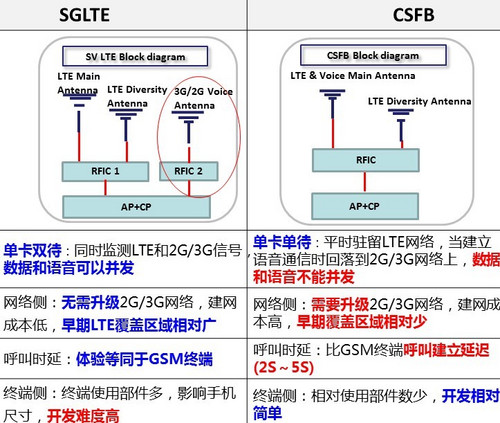 SGLTE
SV LTE Block diagram
LTE Main
Antenna
LTE Diversity
Antenna
3G/2G Voice
Antenna
RFIC 1
RFIC 2
AP+CP
单卡双待：同时监测LTE和2G/3G信号，
数据和语音可以并发
网络侧：无需升级2G/3G网络，建网
成本低，早期LTE覆盖区域相对广
呼叫时延：体验等同于GSM终端
终端侧：终端使用部件多，影响手机
尺寸，开发难度高
CSFB
CSFB Block diagram
LTE & Voice Main Antenna
LTE Diversity Antenna
RFIC
AP+CP
单卡单待：平时驻留LTE网络，当建立
语音通信时回落到2G/3G网络上，数据
和语音不能并发
网络侧：需要升级2G/3G网络，建网成
本高，早期覆盖区域相对少
呼叫时延：比GSM终端呼叫建立延迟
(2S～5S)
终端侧：相对使用部件数少，开发相对
简单